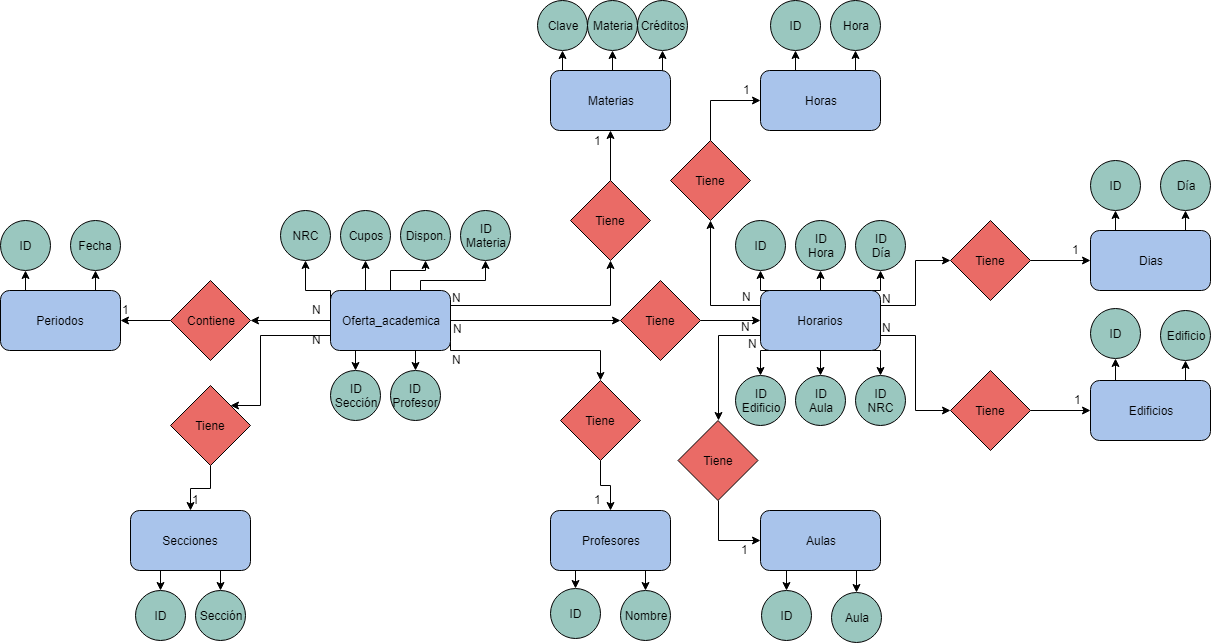 Clave
Materia
Créditos
ID
Hora
Materias
Horas
1
1
Tiene
Tiene
ID
Día
ID
Fecha
NRC
Cupos
Dispon.
ID
Materia
ID
ID
Hora
ID
Día
Tiene
1
Dias
Periodos
1
Contiene
N
Oferta_academica
N
N
N
N
Tiene
N
N
N
Horarios
N
N
ID
Edificio
ID
Sección
ID
Profesor
ID
Edificio
ID
Aula
ID
NRC
Tiene
1
Edificios
Tiene
Tiene
Tiene
1
1
1
Secciones
Profesores
Aulas
ID
Sección
ID
Nombre
ID
Aula